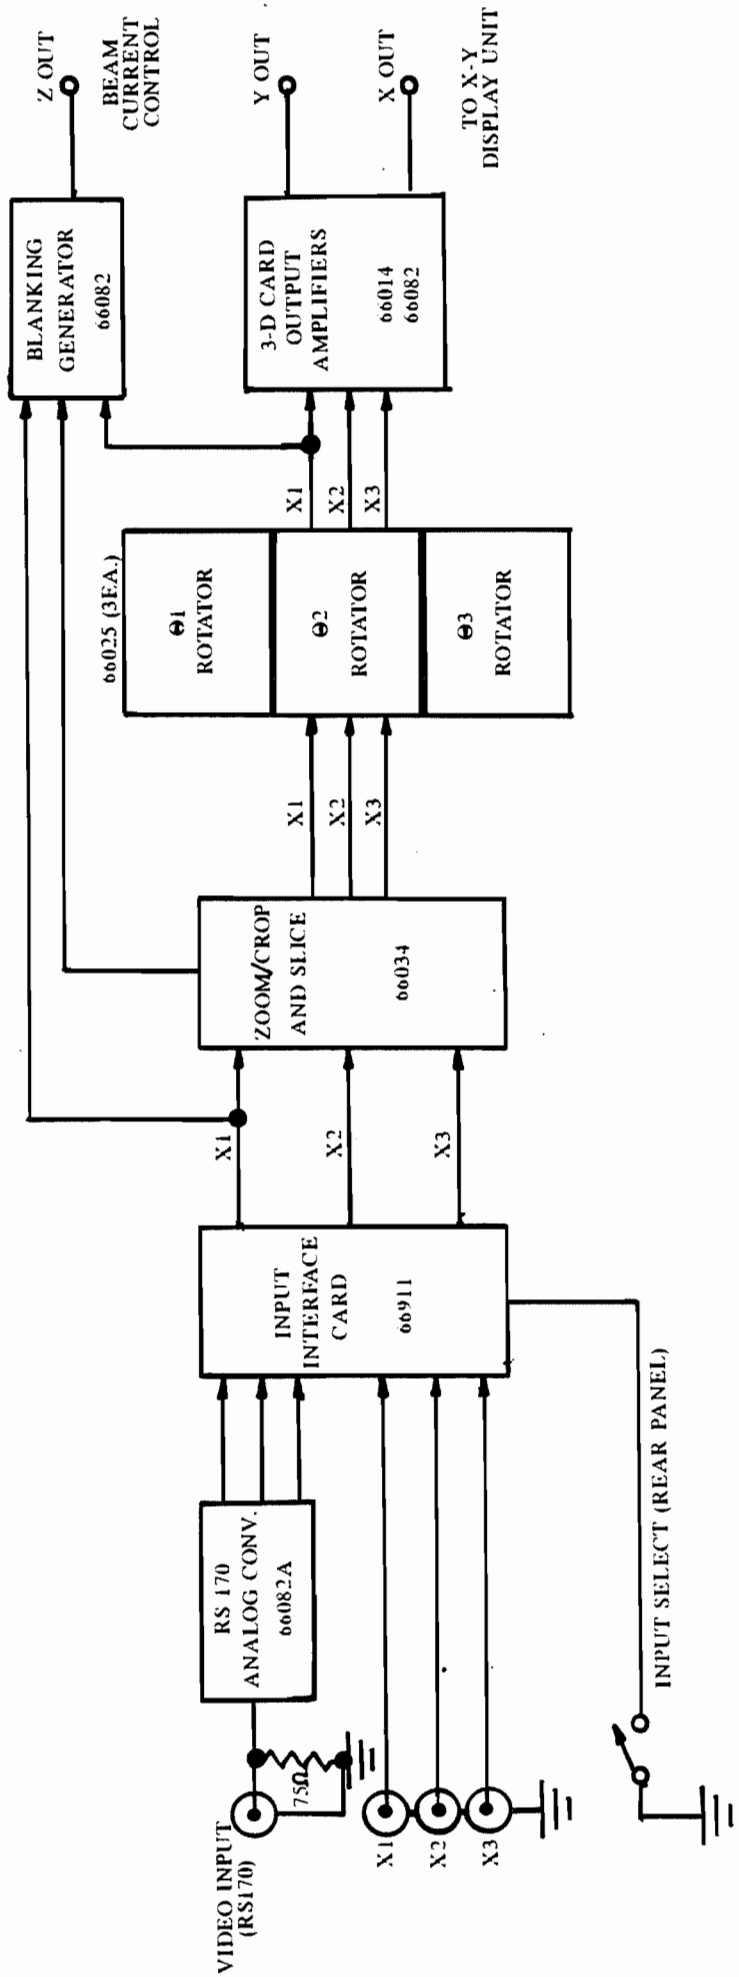 VIDEO INPUT
(RS170)
75Ω
X1
X2
X3
RS 170
ANALOG CONV.
66082A
INPUT SELECT (REAR PANEL)
INPUT
INTERFACE
CARD
66911
X1
X2
X3
ZOOM/CROP
AND SLICE
66034
X1
X2
X3
66025 (3EA.)
Θ1
ROTATOR
Θ2
ROTATOR
Θ3
ROTATOR
X1
X2
X3
BLANKING
GENERATOR
66082
3-D CARD
OUTPUT
AMPLIFIERS
66014
66082
Z OUT
BEAM
CURRENT
CONTROL
Y OUT
X OUT
TO X-Y
DISPLAY UNIT